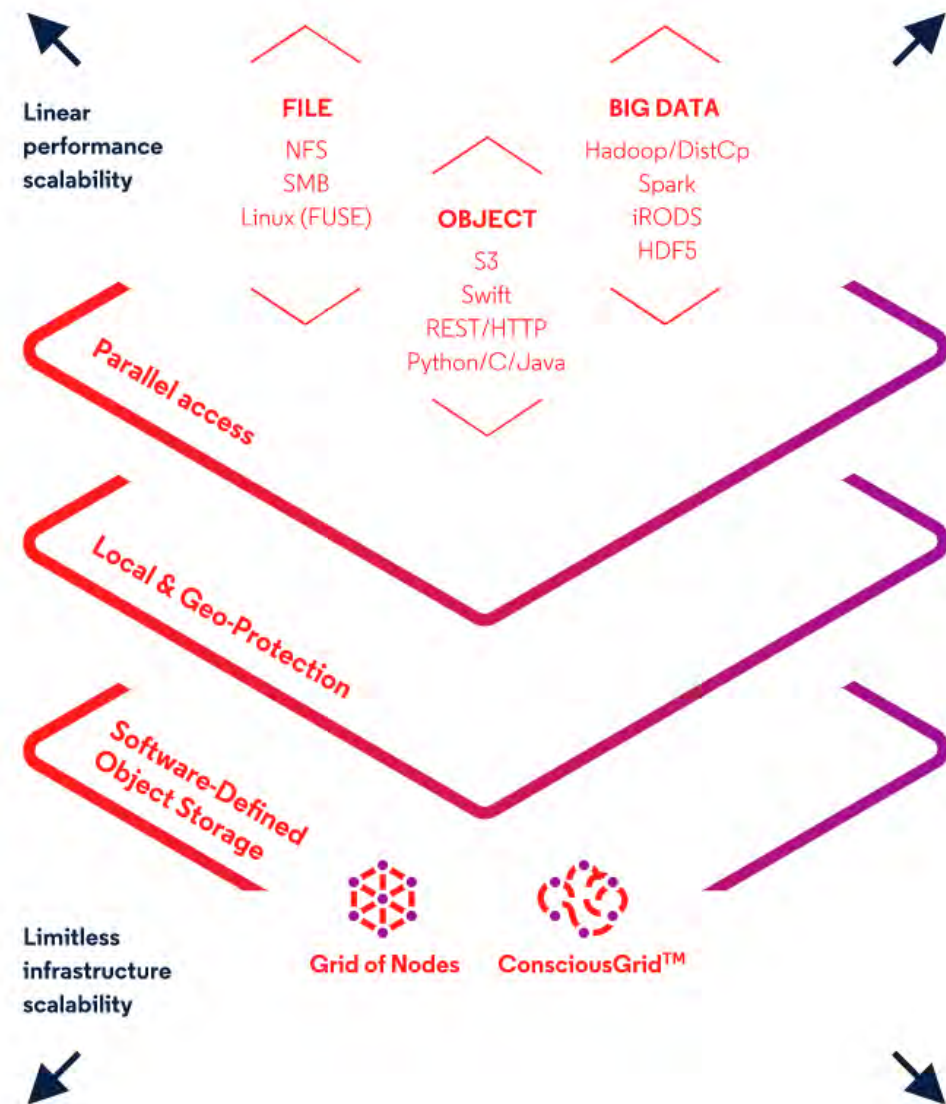 Linear
performance
scalability
FILE
NFS
SMB
Linux (FUSE)
OBJECT
S3
Swift
REST/HTTP
Python/C/Java
BIG DATA
Hadoop/DistCp
Spark
iRODS
HDF5
Parallel access
Local & Geo-Protection
Software-Defined
Object Storage
Grid of Nodes
ConsciousGrid™
Limitless
infrastructure
scalability